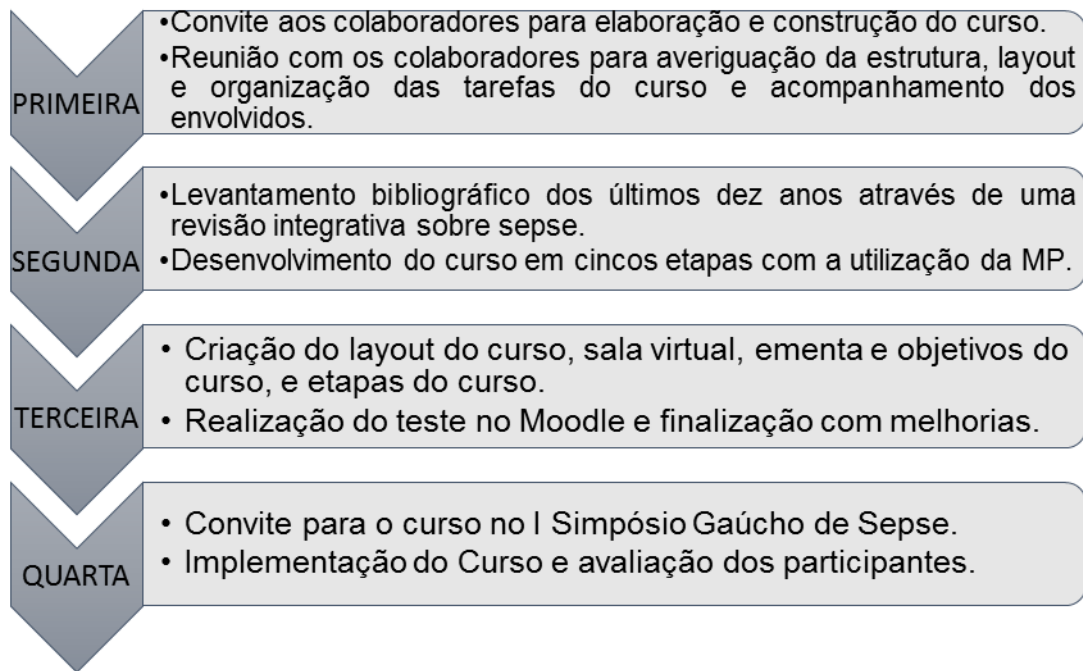 •Convite aos colaboradores para elaboração e construção do curso.
•Reunião com os colaboradores para averiguação da estrutura, layout
e organização das tarefas do curso e acompanhamento dos
envolvidos.
PRIMEIRA
•Levantamento bibliográfico dos últimos dez anos através de uma
revisão integrativa sobre sepse.
•Desenvolvimento do curso em cincos etapas com a utilização da MP.
SEGUNDA
• Criação do layout do curso, sala virtual, ementa e objetivos do
curso, e etapas do curso.
• Realização do teste no Moodle e finalização com melhorias.
TERCEIRA
• Convite para o curso no I Simpósio Gaúcho de Sepse.
• Implementação do Curso e avaliação dos participantes.
QUARTA